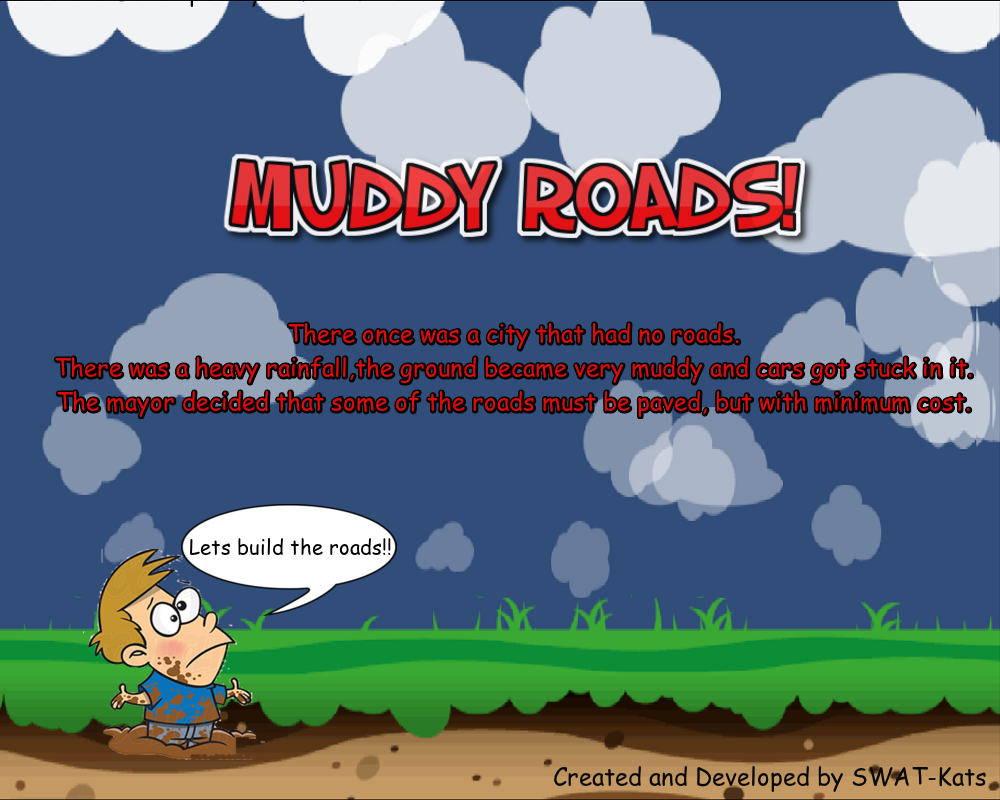 MUDDY ROADS!
There once was a city that had no roads.
There was a heavy rainfall,the ground became very muddy and cars got stuck in it.
The mayor decided that some of the roads must be paved, but with minimum cost.
Lets build the roads!!
Created and Developed by SWAT-Kats